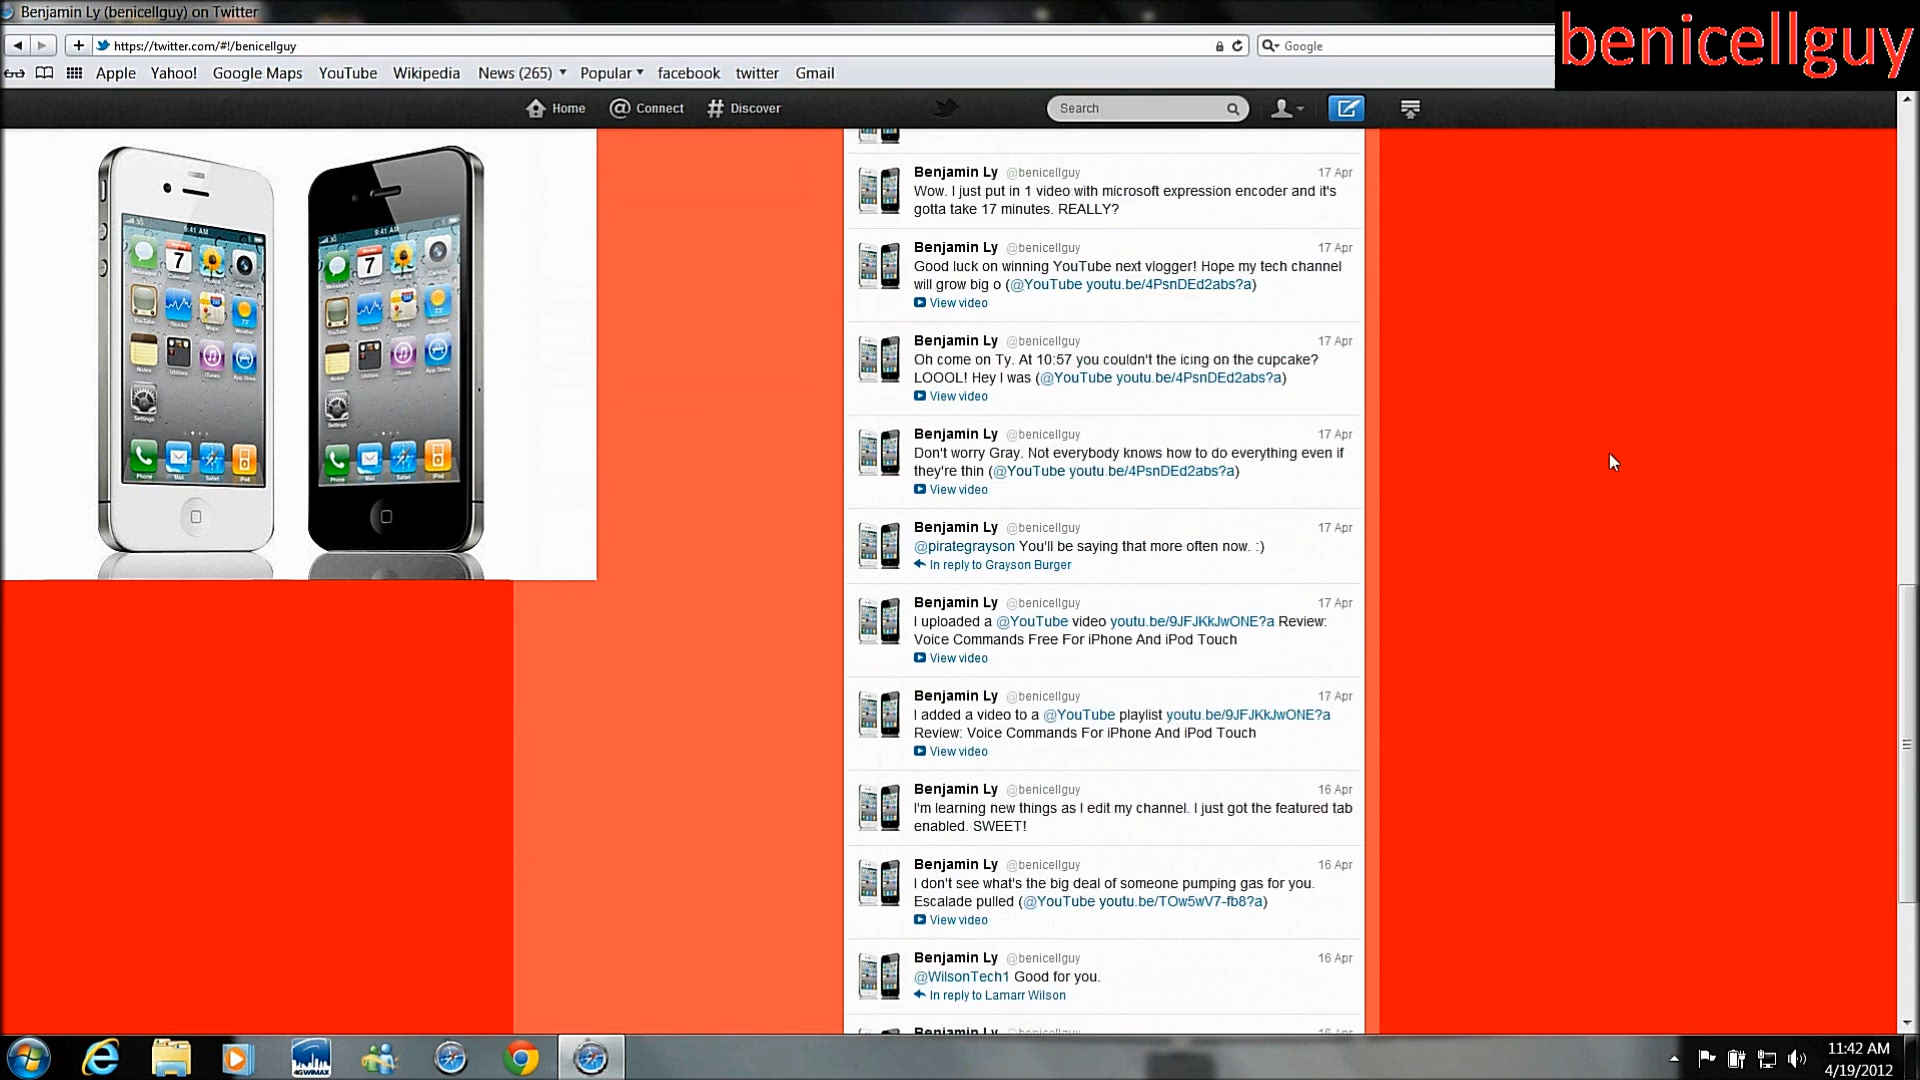 Benjamin Ly (benicellguy) on Twitter
benicellguy
https://twitter.com/#!/benicellguy
Google
Apple Yahoo! Google Maps YouTube Wikipedia News (265) Popular facebook twitter Gmail
Home Connect Discover
Search
Benjamin Ly @benicellguy 17 Apr
Wow. I just put in 1 video with microsoft expression encoder and it's
gotta take 17 minutes. REALLY?
Benjamin Ly @benicellguy 17 Apr
Good luck on winning YouTube next vlogger! Hope my tech channel
will grow big o (@YouTube youtu.be/4PsnDEd2abs?a)
View video
Benjamin Ly @benicellguy 17 Apr
Oh come on Ty. At 10:57 you couldn't the icing on the cupcake?
LOOOL! Hey I was (@YouTube youtu.be/4PsnDEd2abs?a)
View video
Benjamin Ly @benicellguy 17 Apr
Don't worry Gray. Not everybody knows how to do everything even if
they're thin (@YouTube youtu.be/4PsnDEd2abs?a)
View video
Benjamin Ly @benicellguy 17 Apr
@pirategrayson You'll be saying that more often now. :)
In reply to Grayson Burger
Benjamin Ly @benicellguy 17 Apr
I uploaded a @YouTube video youtu.be/9JFJKkJwONE?a Review:
Voice Commands Free For iPhone And iPod Touch
View video
Benjamin Ly @benicellguy 17 Apr
I added a video to a @YouTube playlist youtu.be/9JFJKkJwONE?a
Review: Voice Commands For iPhone And iPod Touch
View video
Benjamin Ly @benicellguy 16 Apr
I'm learning new things as I edit my channel. I just got the featured tab
enabled. SWEET!
Benjamin Ly @benicellguy 16 Apr
I don't see what's the big deal of someone pumping gas for you.
Escalade pulled (@YouTube youtu.be/TOw5wV7-fb8?a)
View video
Benjamin Ly @benicellguy 16 Apr
@WilsonTech1 Good for you.
In reply to Lamarr Wilson
Benjamin Ly @benicellguy 16 Apr
4GWIMAX
11:42 AM
4/19/2012